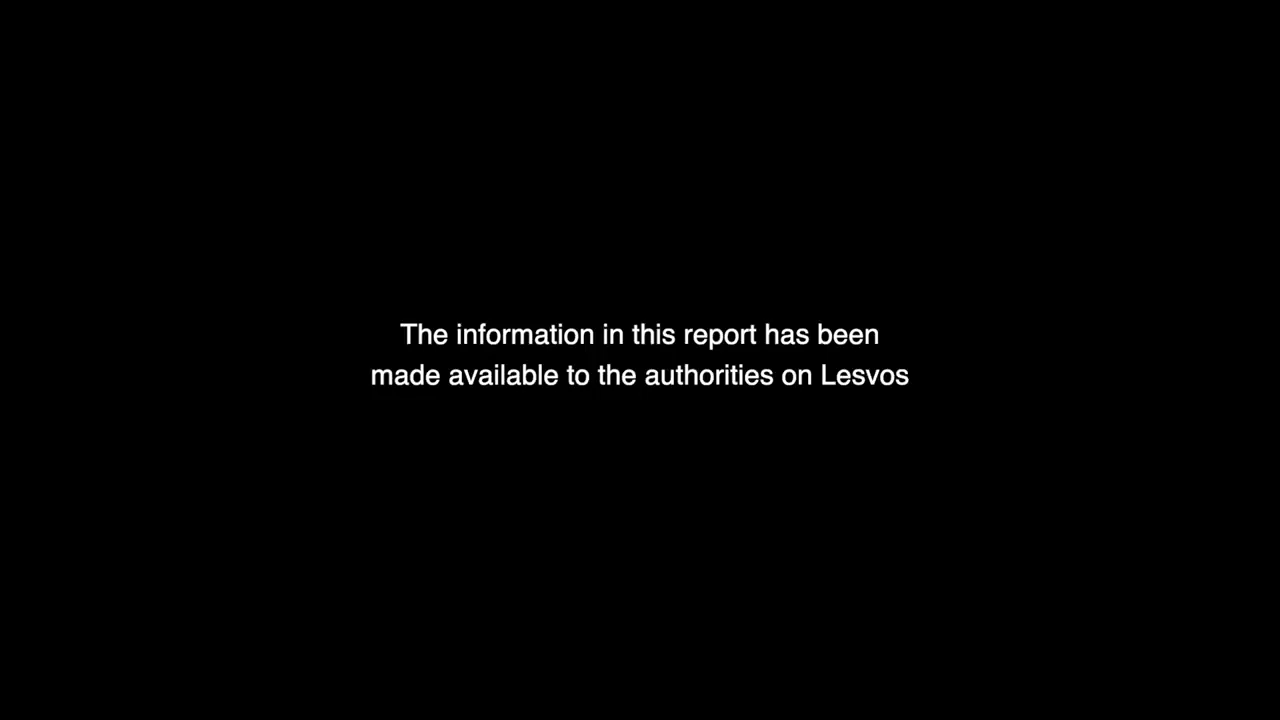 The information in this report has been
made available to the authorities on Lesvos